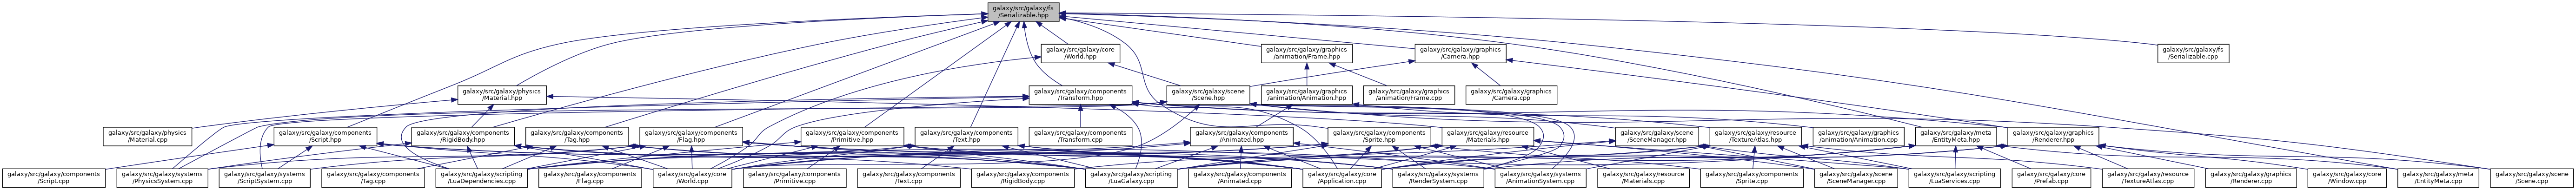 galaxy/src/galaxy/fs
/Serializable.hpp
galaxy/src/galaxy/core
/World.hpp
galaxy/src/galaxy/graphics
/animation/Frame.hpp
galaxy/src/galaxy/graphics
/Camera.hpp
galaxy/src/galaxy/fs
/Serializable.cpp
galaxy/src/galaxy/physics
/Material.hpp
galaxy/src/galaxy/components
/Transform.hpp
galaxy/src/galaxy/scene
/Scene.hpp
galaxy/src/galaxy/graphics
/animation/Animation.hpp
galaxy/src/galaxy/graphics
/animation/Frame.cpp
galaxy/src/galaxy/graphics
/Camera.cpp
galaxy/src/galaxy/physics
/Material.cpp
galaxy/src/galaxy/components
/Script.hpp
galaxy/src/galaxy/components
/RigidBody.hpp
galaxy/src/galaxy/components
/Tag.hpp
galaxy/src/galaxy/components
/Flag.hpp
galaxy/src/galaxy/components
/Primitive.hpp
galaxy/src/galaxy/components
/Text.hpp
galaxy/src/galaxy/components
/Transform.cpp
galaxy/src/galaxy/components
/Animated.hpp
galaxy/src/galaxy/components
/Sprite.hpp
galaxy/src/galaxy/resource
/Materials.hpp
galaxy/src/galaxy/scene
/SceneManager.hpp
galaxy/src/galaxy/resource
/TextureAtlas.hpp
galaxy/src/galaxy/graphics
/animation/Animation.cpp
galaxy/src/galaxy/meta
/EntityMeta.hpp
galaxy/src/galaxy/graphics
/Renderer.hpp
galaxy/src/galaxy/components
/Script.cpp
galaxy/src/galaxy/systems
/PhysicsSystem.cpp
galaxy/src/galaxy/systems
/ScriptSystem.cpp
galaxy/src/galaxy/components
/Tag.cpp
galaxy/src/galaxy/scripting
/LuaDependencies.cpp
galaxy/src/galaxy/components
/Flag.cpp
galaxy/src/galaxy/core
/World.cpp
galaxy/src/galaxy/components
/Primitive.cpp
galaxy/src/galaxy/components
/Text.cpp
galaxy/src/galaxy/components
/RigidBody.cpp
galaxy/src/galaxy/scripting
/LuaGalaxy.cpp
galaxy/src/galaxy/components
/Animated.cpp
galaxy/src/galaxy/core
/Application.cpp
galaxy/src/galaxy/systems
/RenderSystem.cpp
galaxy/src/galaxy/systems
/AnimationSystem.cpp
galaxy/src/galaxy/resource
/Materials.cpp
galaxy/src/galaxy/components
/Sprite.cpp
galaxy/src/galaxy/scene
/SceneManager.cpp
galaxy/src/galaxy/scripting
/LuaServices.cpp
galaxy/src/galaxy/core
/Prefab.cpp
galaxy/src/galaxy/resource
/TextureAtlas.cpp
galaxy/src/galaxy/graphics
/Renderer.cpp
galaxy/src/galaxy/core
/Window.cpp
galaxy/src/galaxy/meta
/EntityMeta.cpp
galaxy/src/galaxy/scene
/Scene.cpp